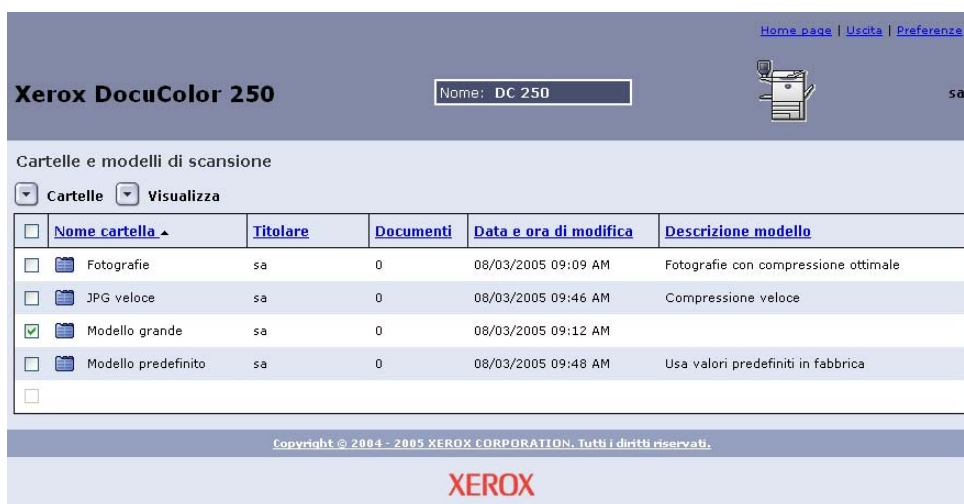 Home page | Uscita | Preferenze
Xerox DocuColor 250
Nome: DC 250
sa
Cartelle e modelli di scansione
Cartelle Visualizza
Nome cartella Titolare Documenti Data e ora di modifica Descrizione modello
Fotografie sa 0 08/03/2005 09:09 AM Fotografie con compressione ottimale
JPG veloce sa 0 08/03/2005 09:46 AM Compressione veloce
Modello grande sa 0 08/03/2005 09:12 AM
Modello predefinito sa 0 08/03/2005 09:48 AM Usa valori predefiniti in fabbrica
Copyright © 2004 - 2005 XEROX CORPORATION. Tutti i diritti riservati.
XEROX